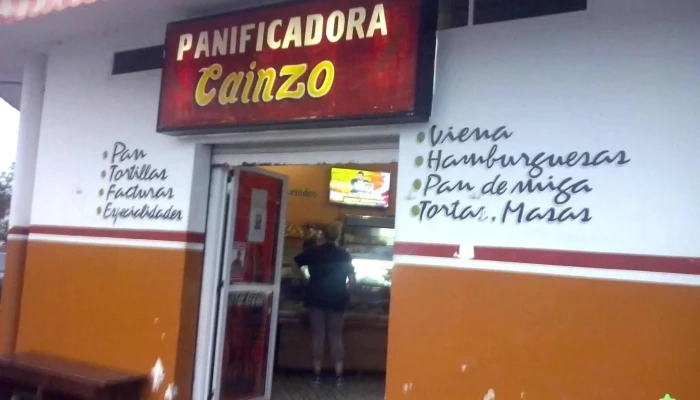 PANIFICADORA
Cainzo
Pan
Tortillas
Facturas
Especialidades
Viena
Hamburguesas
Pan de miga
Tortas. Masas